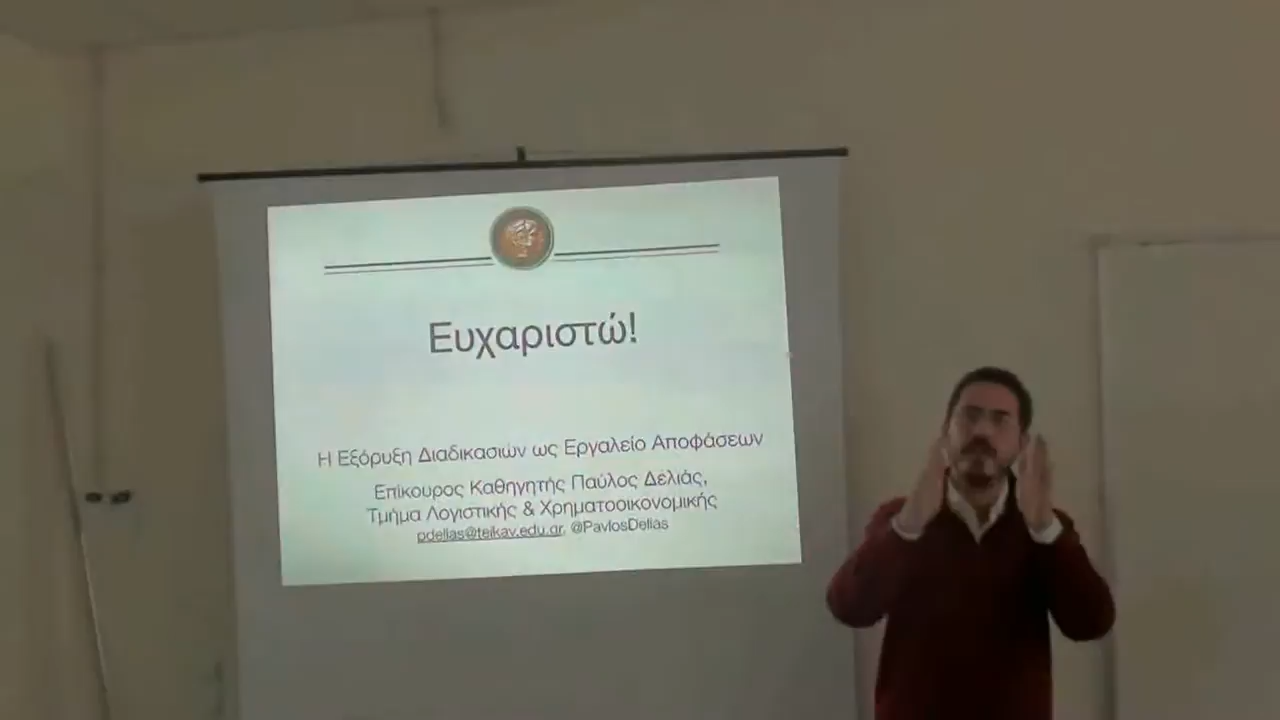 Ευχαριστώ!
Η Εξόρυξη Διαδικασιών ως Εργαλείο Αποφάσεων
Επίκουρος Καθηγητής Παύλος Δελιάς,
Τμήμα Λογιστικής & Χρηματοοικονομικής
pdelias@teikav.edu.gr, @PavlosDelias